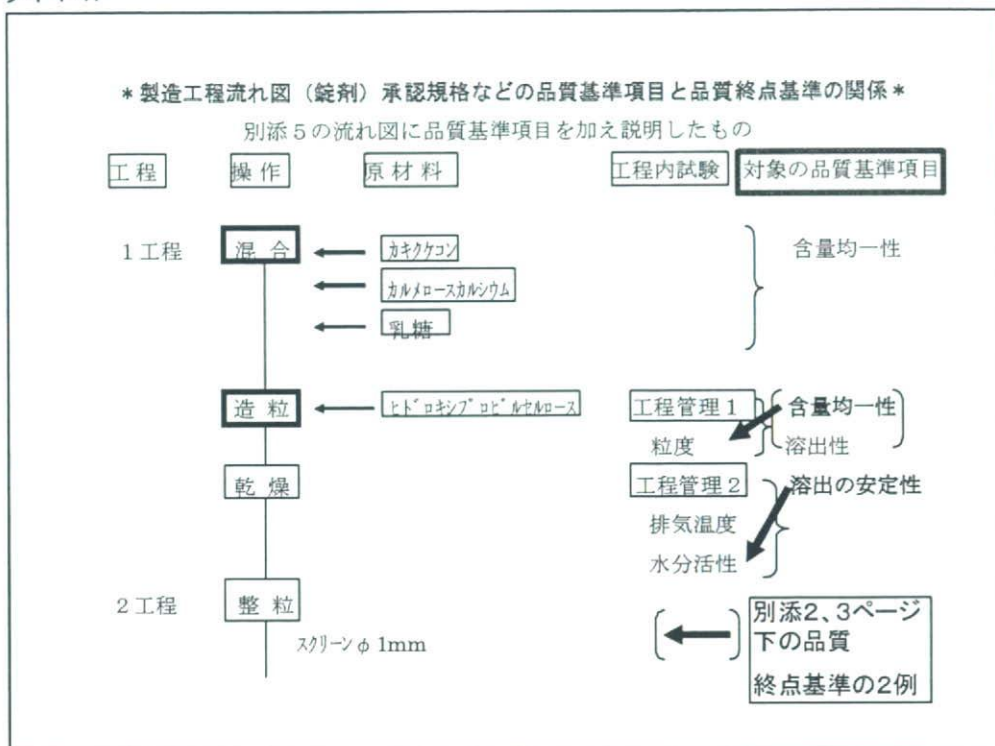 *製造工程流れ図（錠剤）承認規格などの品質基準項目と品質終点基準の関係*
別添５の流れ図に品質基準項目を加え説明したもの
工程 操作 原材料 工程内試験 対象の品質基準項目
１工程 混合 ｶｷｸｹｺﾝ 含量均一性
ｶﾙﾒﾛｰｽｶﾙｼｳﾑ
乳糖
造粒 ﾋﾄﾞﾛｷｼﾌﾟﾛﾋﾟﾙｾﾙﾛｰｽ 工程管理１ 含量均一性
粒度 溶出性
乾燥 工程管理２ 溶出の安定性
排気温度
水分活性
２工程 整粒
ｽｸﾘｰﾝφ 1mm
別添2、3ページ
下の品質
終点基準の2例